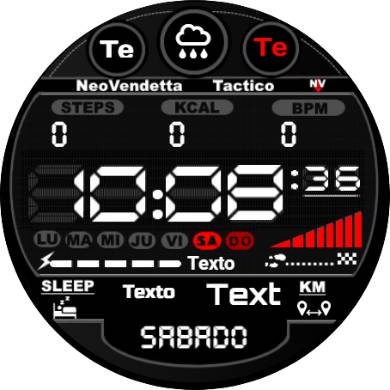 Te Te
NeoVendetta Tactico NV
STEPS KCAL BPM
0 0 0
10:08:36
LU MA MI JU VI SA DO
Texto
SLEEP Texto Text KM
SABADO